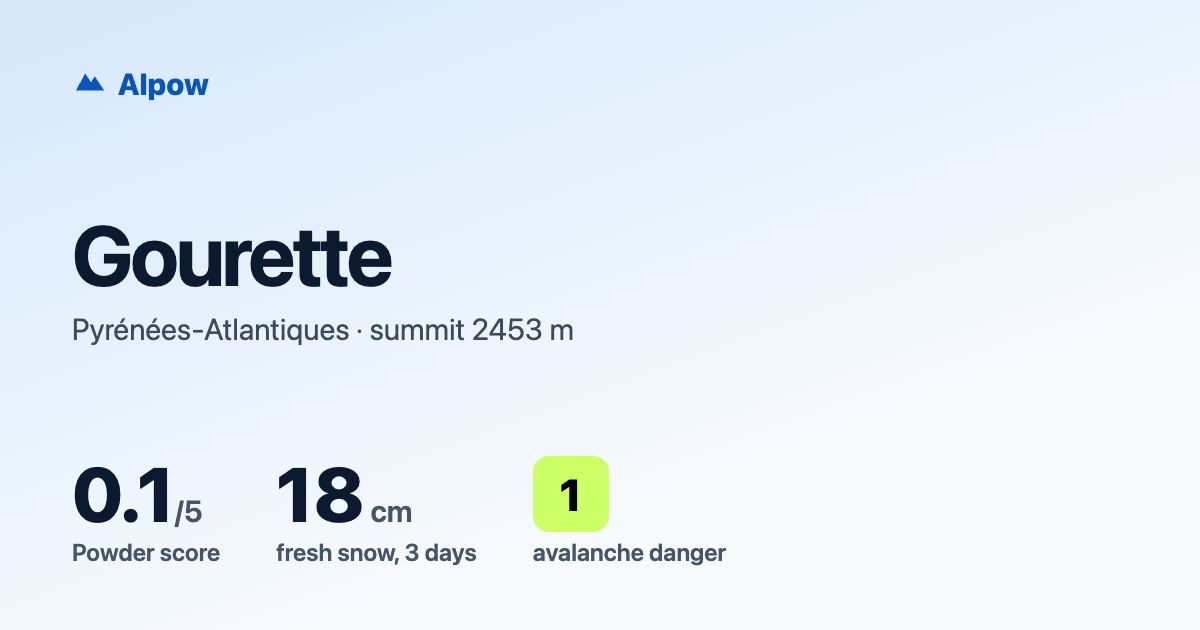 Alpow
Gourette
Pyrénées-Atlantiques · summit 2453 m
0.1/5
Powder score
18 cm
fresh snow, 3 days
1
avalanche danger